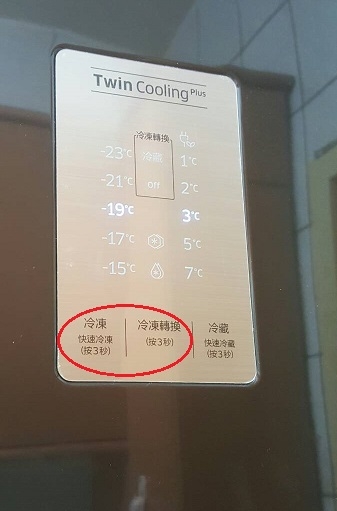 Twin Cooling Plus
冷凍轉換
-23°C 冷藏 1°C
-21°C Off 2°C
-19°C 3°C
-17°C 5°C
-15°C 7°C
冷凍 冷凍轉換 冷藏
快速冷凍 (按3秒) 快速冷藏
(按3秒) (按3秒)